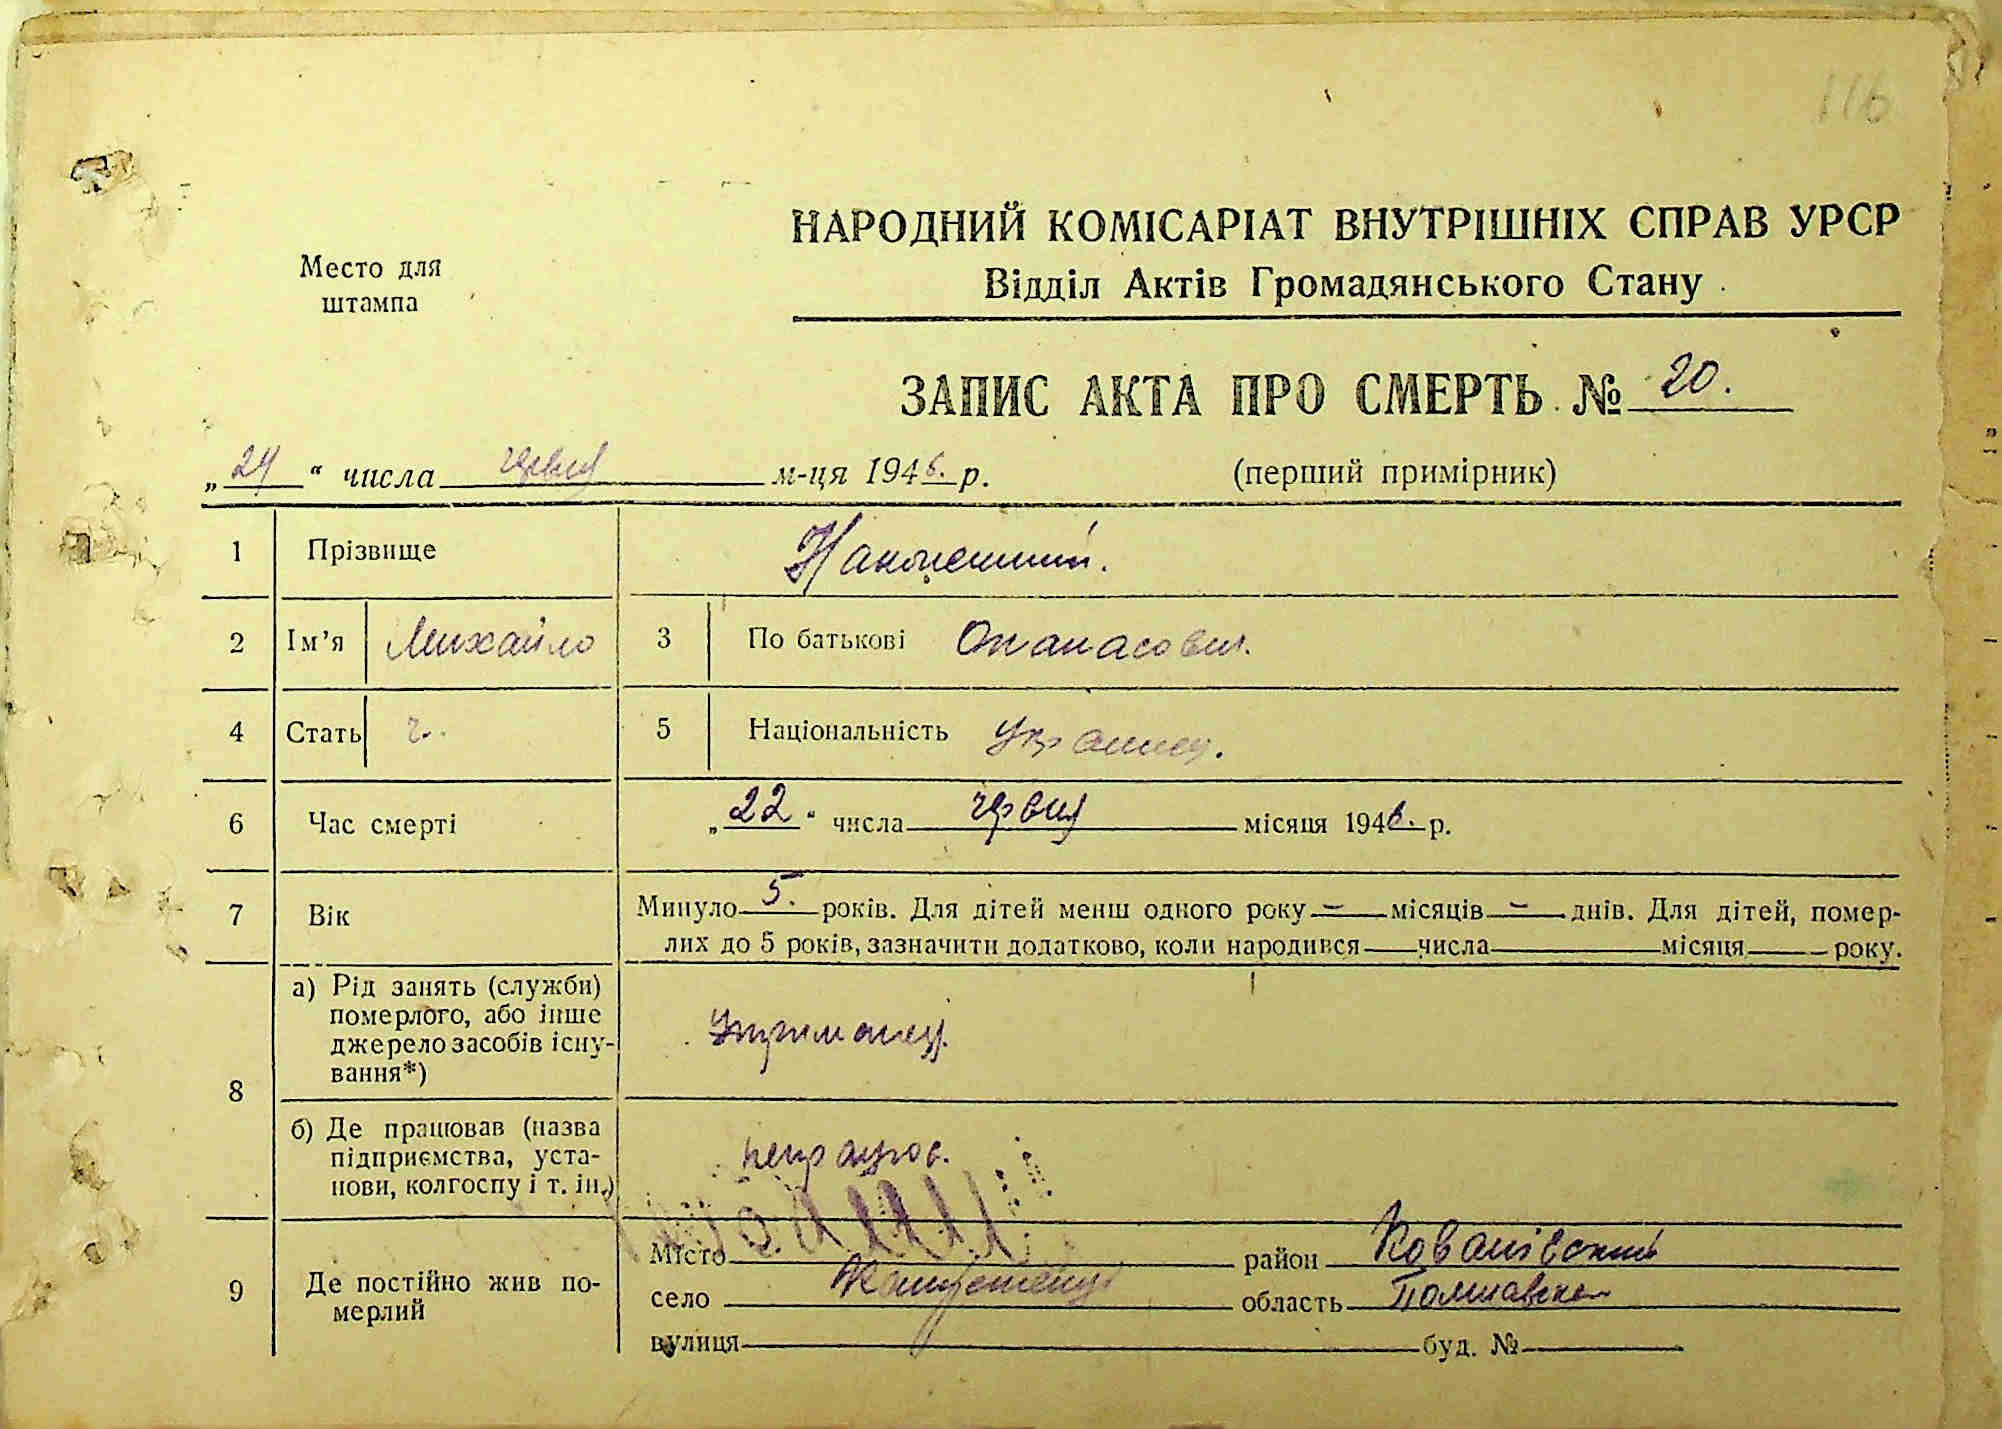 116
НАРОДНИЙ КОМІСАРІАТ ВНУТРІШНІХ СПРАВ УРСР
Место для
штампа
Відділ Актів Громадянського Стану
ЗАПИС АКТА ПРО СМЕРТЬ № 20.
„24“ числа червня м-ця 1946. р. (перший примірник)
1 Прізвище
2 Ім’я Михайло 3 По батькові Опанасович.
4 Стать ч. 5 Національність Українец.
6 Час смерті „22“ числа червня місяця 1946. р.
7 Вік Минуло 5. років. Для дітей менш одного року — місяців — днів. Для дітей, помер-
лих до 5 років, зазначити додатково, коли народився числа місяця року.
8 а) Рід занять (служби)
померлого, або інше
джерело засобів існу-
вання*) Утриманец.
б) Де працював (назва
підприємства, уста-
нови, колгоспу і т. ін.) непрацюв.
9 Де постійно жив по-
мерлий
Місто район
село Капустенці область Полтавська
вулиця буд. №